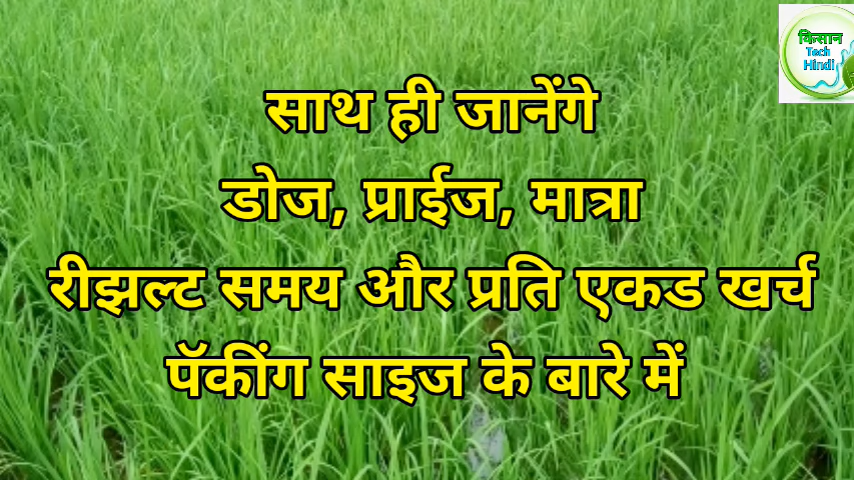 किसान
Tech
Hindi
साथ ही जानेंगे
डोज, प्राईज, मात्रा
रीझल्ट समय और प्रति एकड खर्च
पॅकींग साइज के बारे में